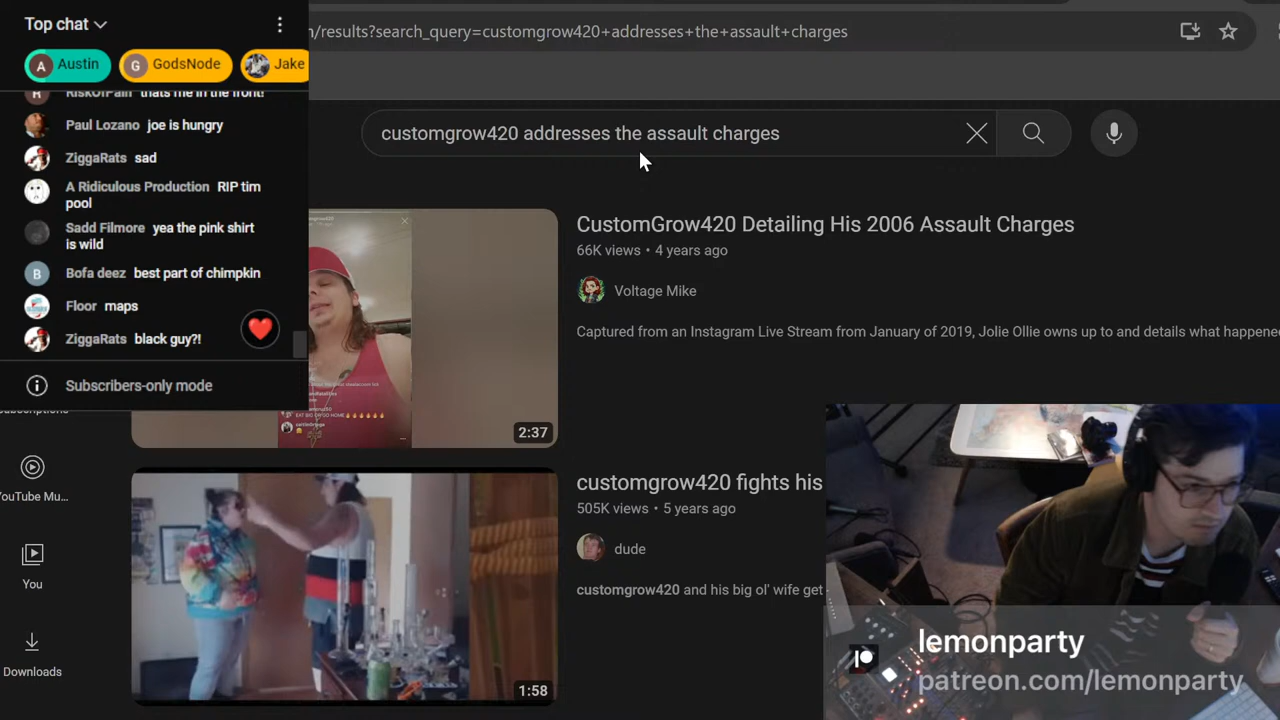 Top chat
n/results?search_query=customgrow420+addresses+the+assault+charges
A Austin
G GodsNode
Jake
R RiskOfPain thats me in the front!
Paul Lozano joe is hungry
ZiggaRats sad
A Ridiculous Production RIP tim
pool
Sadd Filmore yea the pink shirt
is wild
B Bofa deez best part of chimpkin
Floor maps
ZiggaRats black guy?!
Subscribers-only mode
customgrow420 addresses the assault charges
CustomGrow420 Detailing His 2006 Assault Charges
66K views • 4 years ago
Voltage Mike
Captured from an Instagram Live Stream from January of 2019, Jolie Ollie owns up to and details what happene
EAT BIG OR GO HOME
2:37
customgrow420 fights his
505K views • 5 years ago
dude
customgrow420 and his big ol' wife get
1:58
YouTube Mu...
You
Downloads
lemonparty
patreon.com/lemonparty